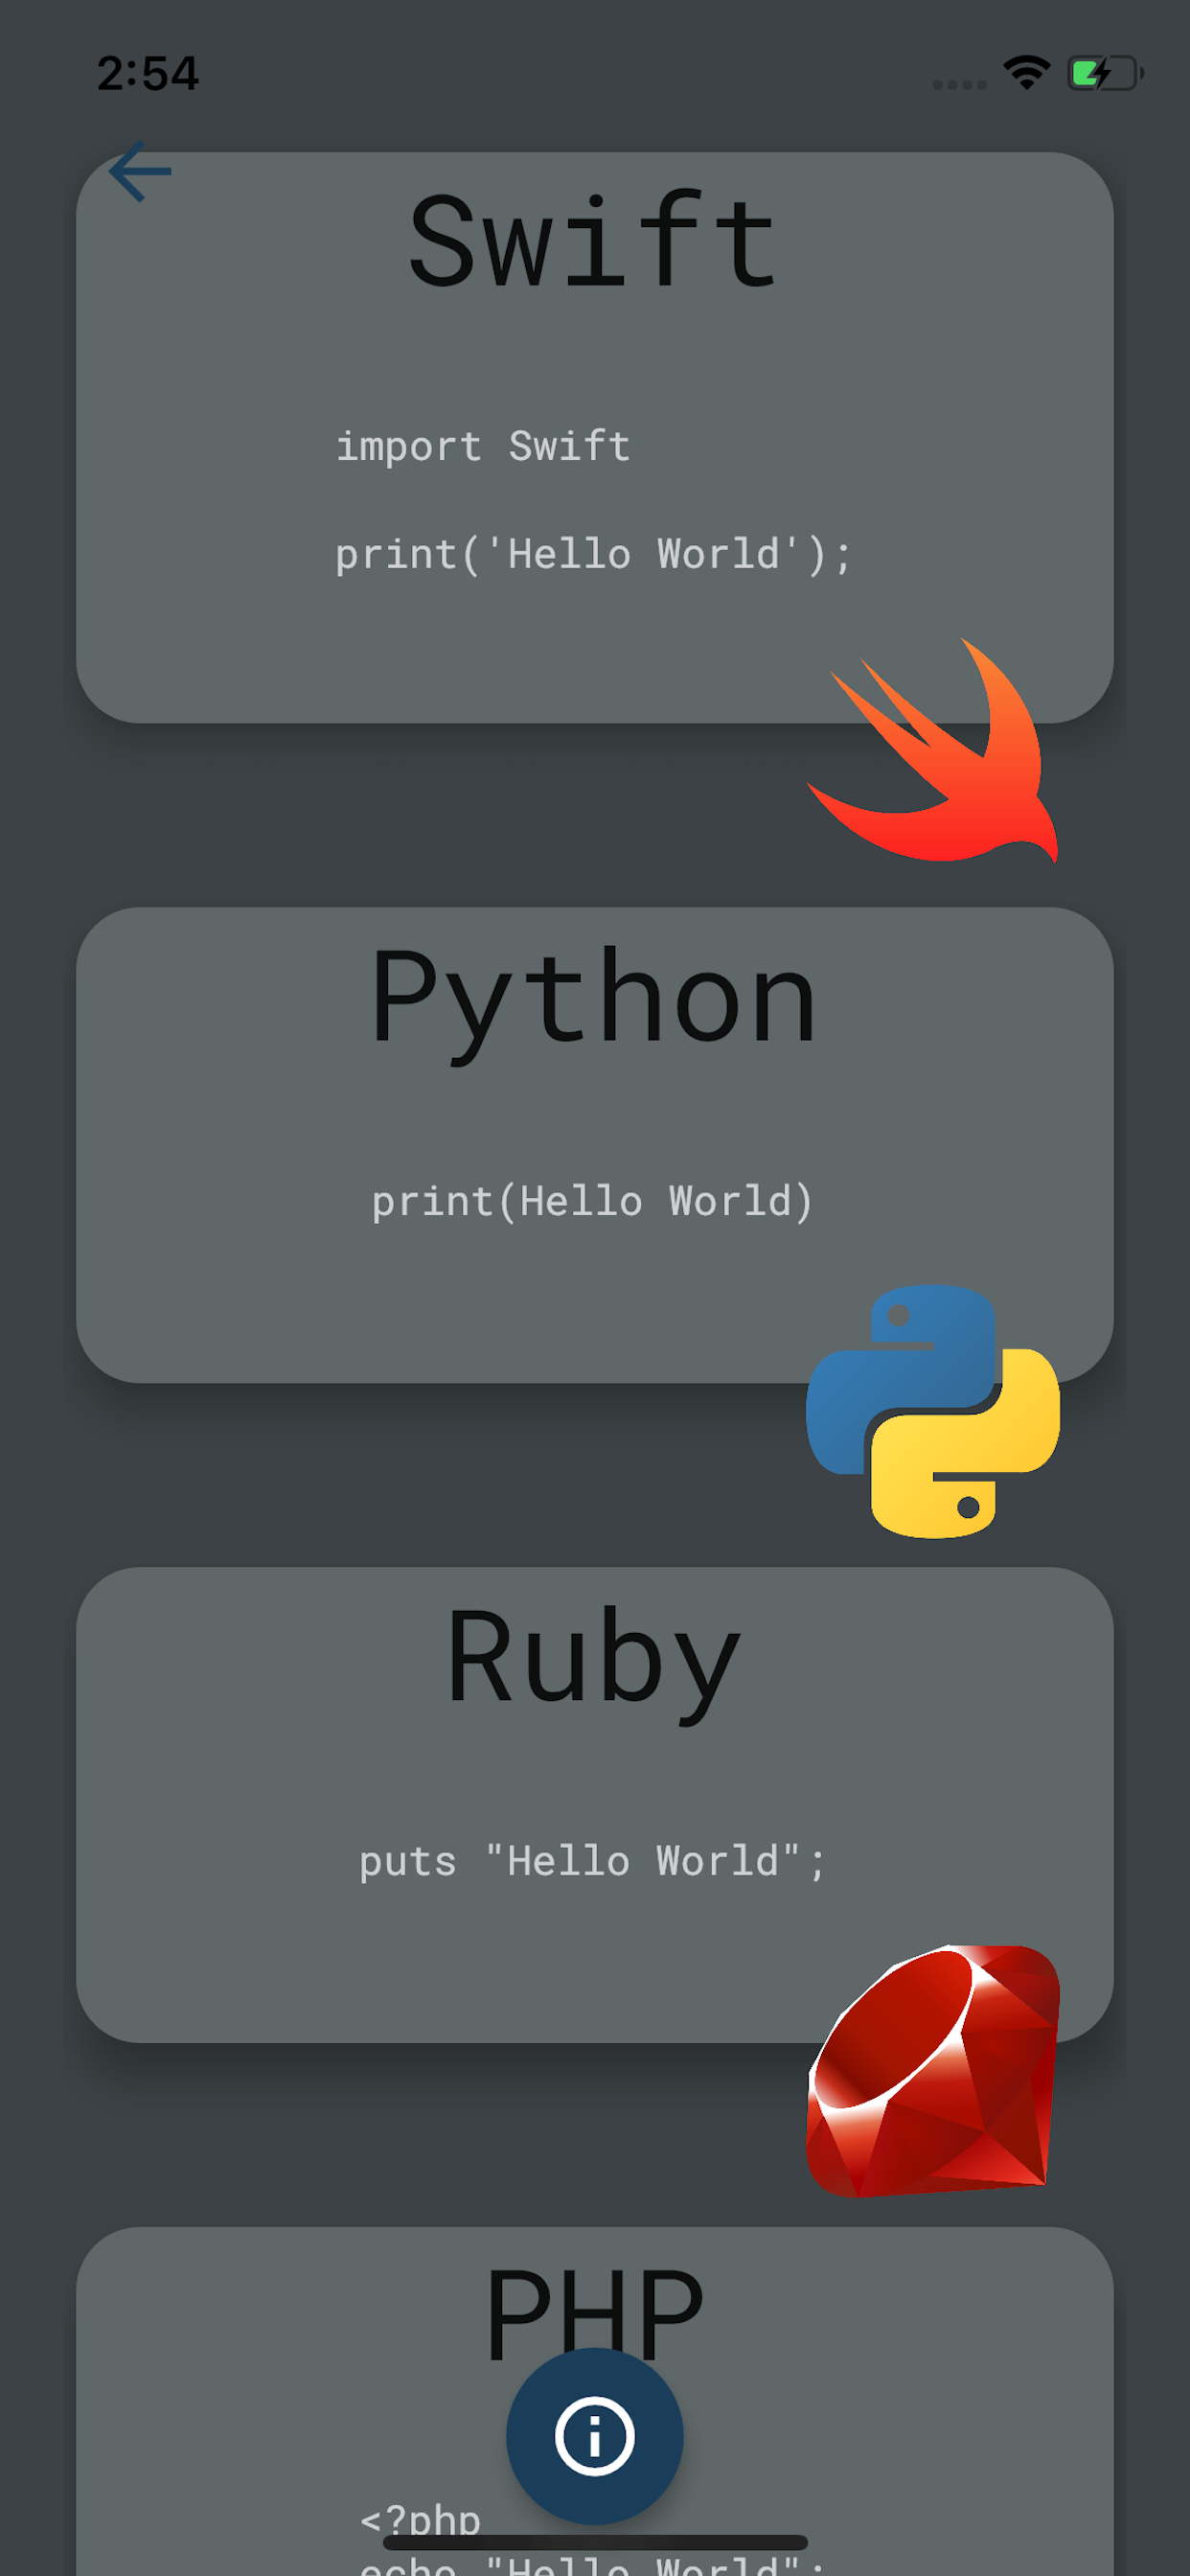 2:54
Swift
import Swift
print('Hello World');
Python
print(Hello World)
Ruby
puts "Hello World";
PHP
<?php
echo "Hello World";